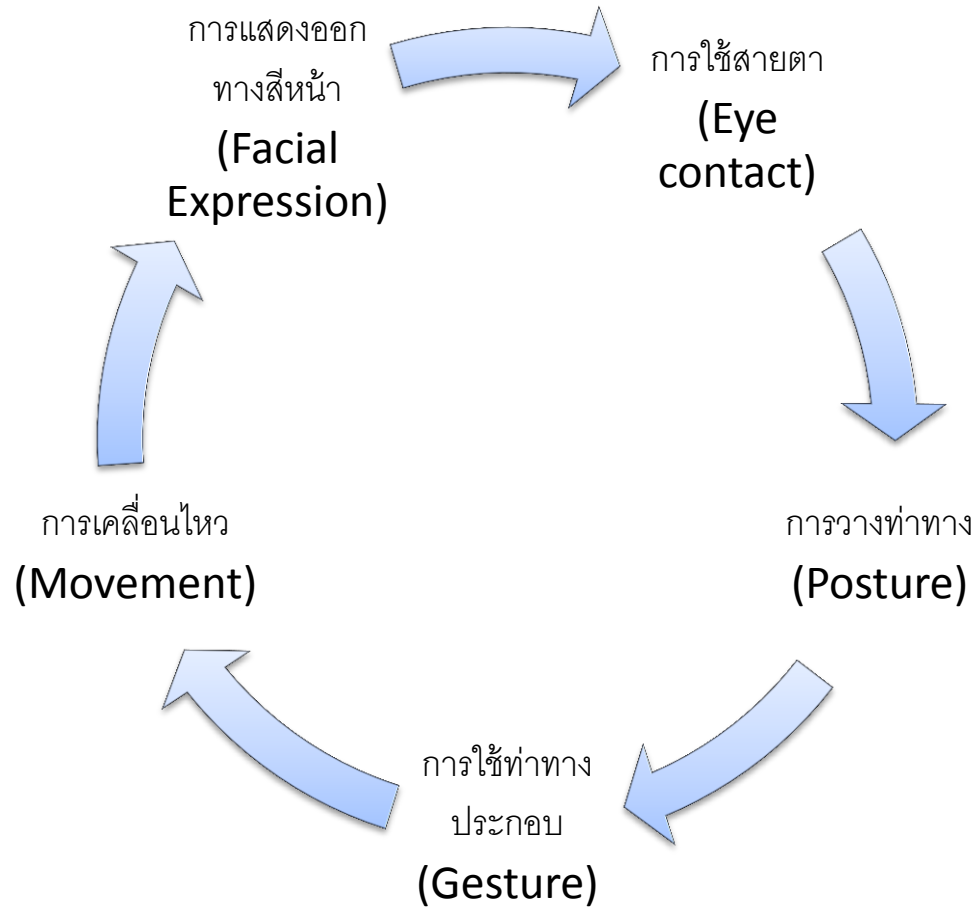 การแสดงออก
ทางสีหน้า
(Facial
Expression)
การใช้สายตา
(Eye
contact)
การวางท่าทาง
(Posture)
การใช้ท่าทาง
ประกอบ
(Gesture)
การเคลื่อนไหว
(Movement)